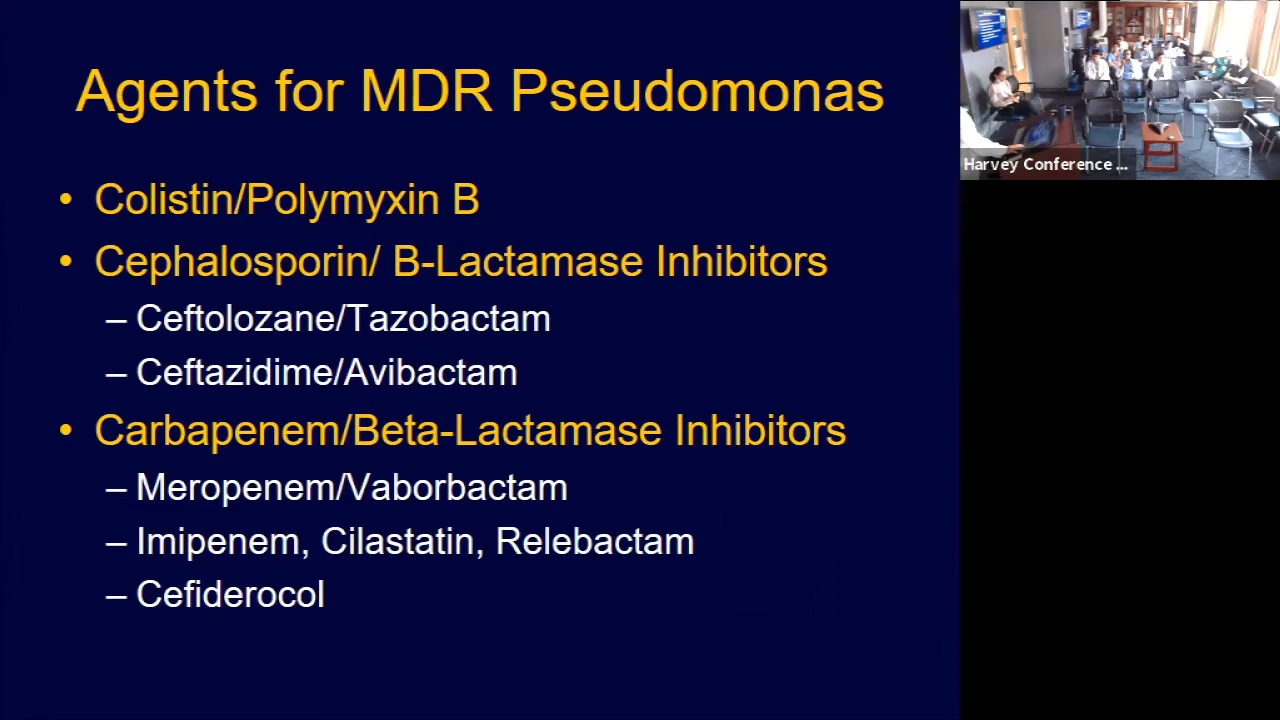 Agents for MDR Pseudomonas
• Colistin/Polymyxin B
• Cephalosporin/ B-Lactamase Inhibitors
– Ceftolozane/Tazobactam
– Ceftazidime/Avibactam
• Carbapenem/Beta-Lactamase Inhibitors
– Meropenem/Vaborbactam
– Imipenem, Cilastatin, Relebactam
– Cefiderocol
Harvey Conference ...